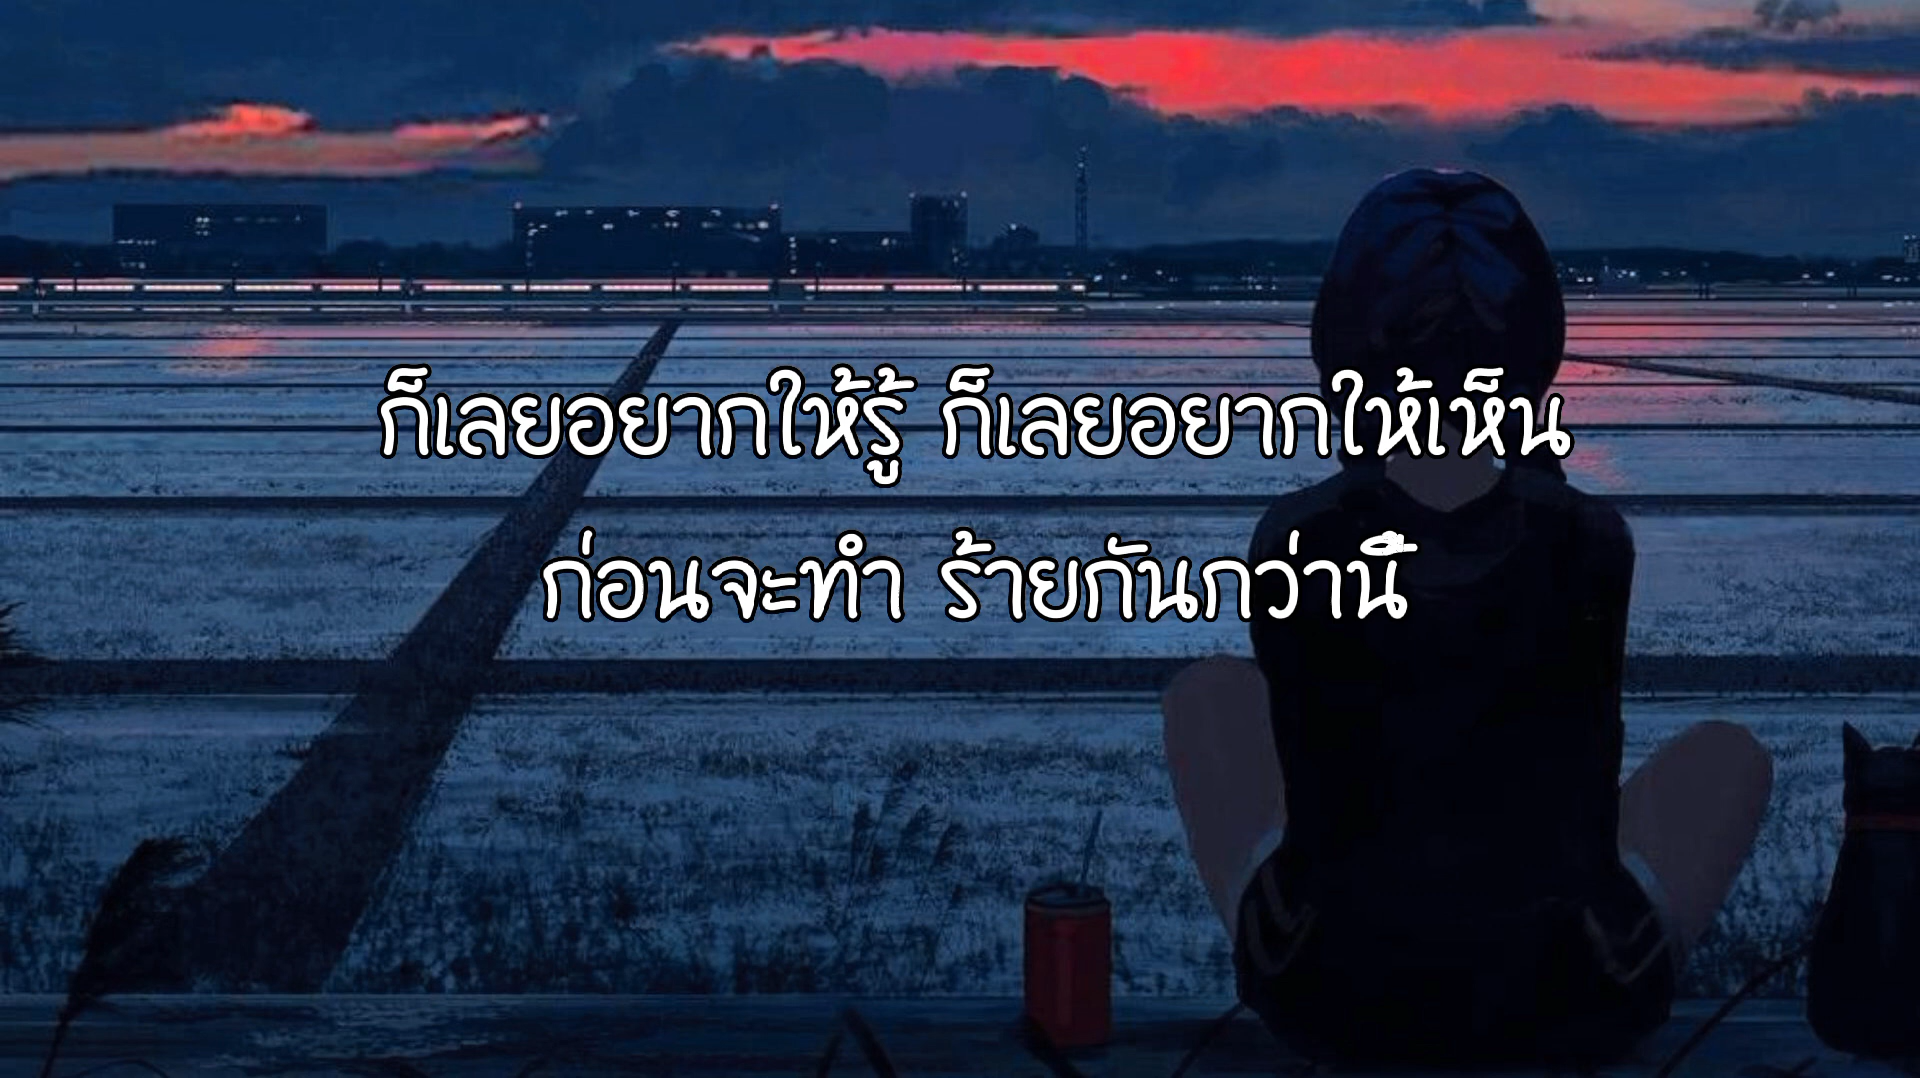 ก็เลยอยากให้รู้ ก็เลยอยากให้เห็น
ก่อนจะทำ ร้ายกันกว่านี้